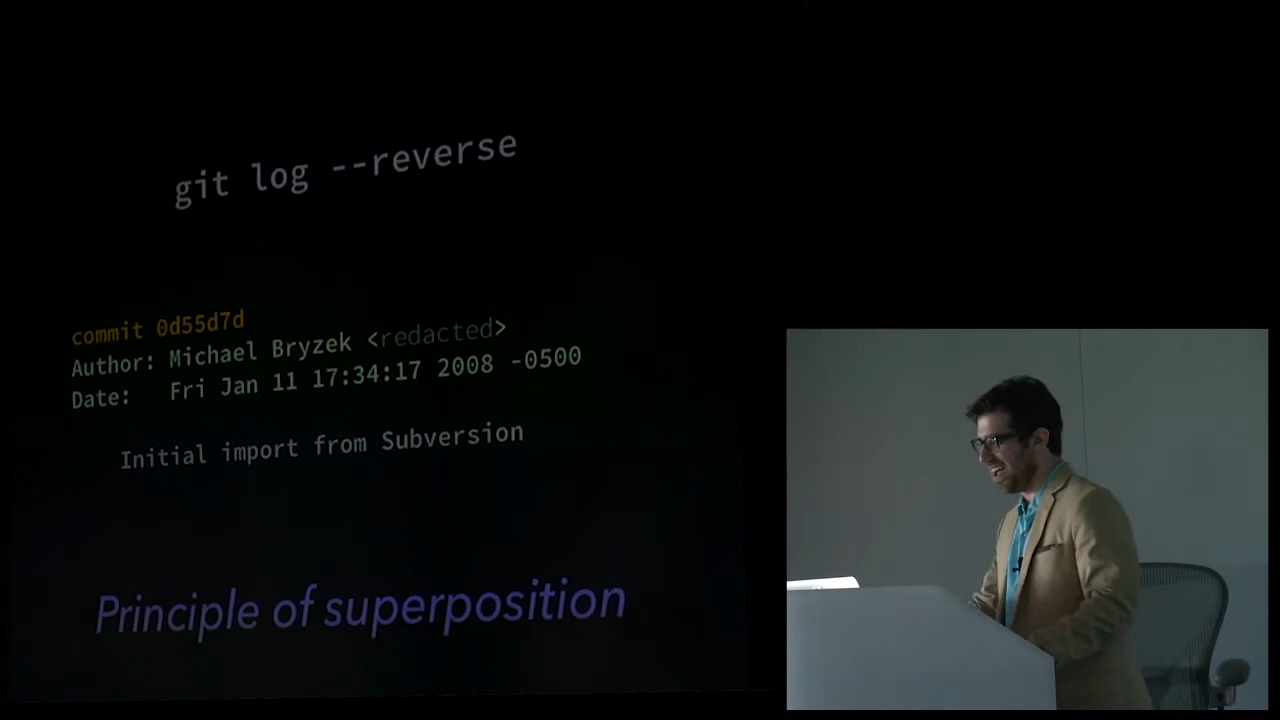 git log --reverse
commit 0d55d7d
Author: Michael Bryzek <redacted>
Date:   Fri Jan 11 17:34:17 2008 -0500
Initial import from Subversion
Principle of superposition